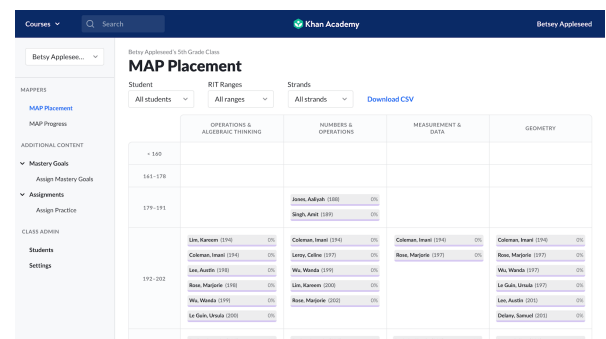 Courses
Search
Khan Academy
Betsey Appleseed
Betsy Applesee...
MAPPERS
MAP Placement
MAP Progress
ADDITIONAL CONTENT
Mastery Goals
Assign Mastery Goals
Assignments
Assign Practice
CLASS ADMIN
Students
Settings
Betsy Appleseed's 5th Grade Class
MAP Placement
Student
RIT Ranges
Strands
All students
All ranges
All strands
Download CSV
OPERATIONS &
ALGEBRAIC THINKING
NUMBERS &
OPERATIONS
MEASUREMENT &
DATA
GEOMETRY
< 160
161–178
179–191
Jones, Aaliyah (188) 0%
Singh, Amit (189) 0%
192–202
Lim, Kareem (194) 0%
Coleman, Imani (194) 0%
Lee, Austin (198) 0%
Rose, Marjorie (198) 0%
Wu, Wanda (199) 0%
Le Guin, Ursula (200) 0%
Coleman, Imani (194) 0%
Leroy, Celine (197) 0%
Wu, Wanda (199) 0%
Lim, Kareem (200) 0%
Rose, Marjorie (202) 0%
Coleman, Imani (194) 0%
Rose, Marjorie (197) 0%
Coleman, Imani (194) 0%
Rose, Marjorie (197) 0%
Wu, Wanda (197) 0%
Le Guin, Ursula (197) 0%
Lee, Austin (201) 0%
Delany, Samuel (201) 0%